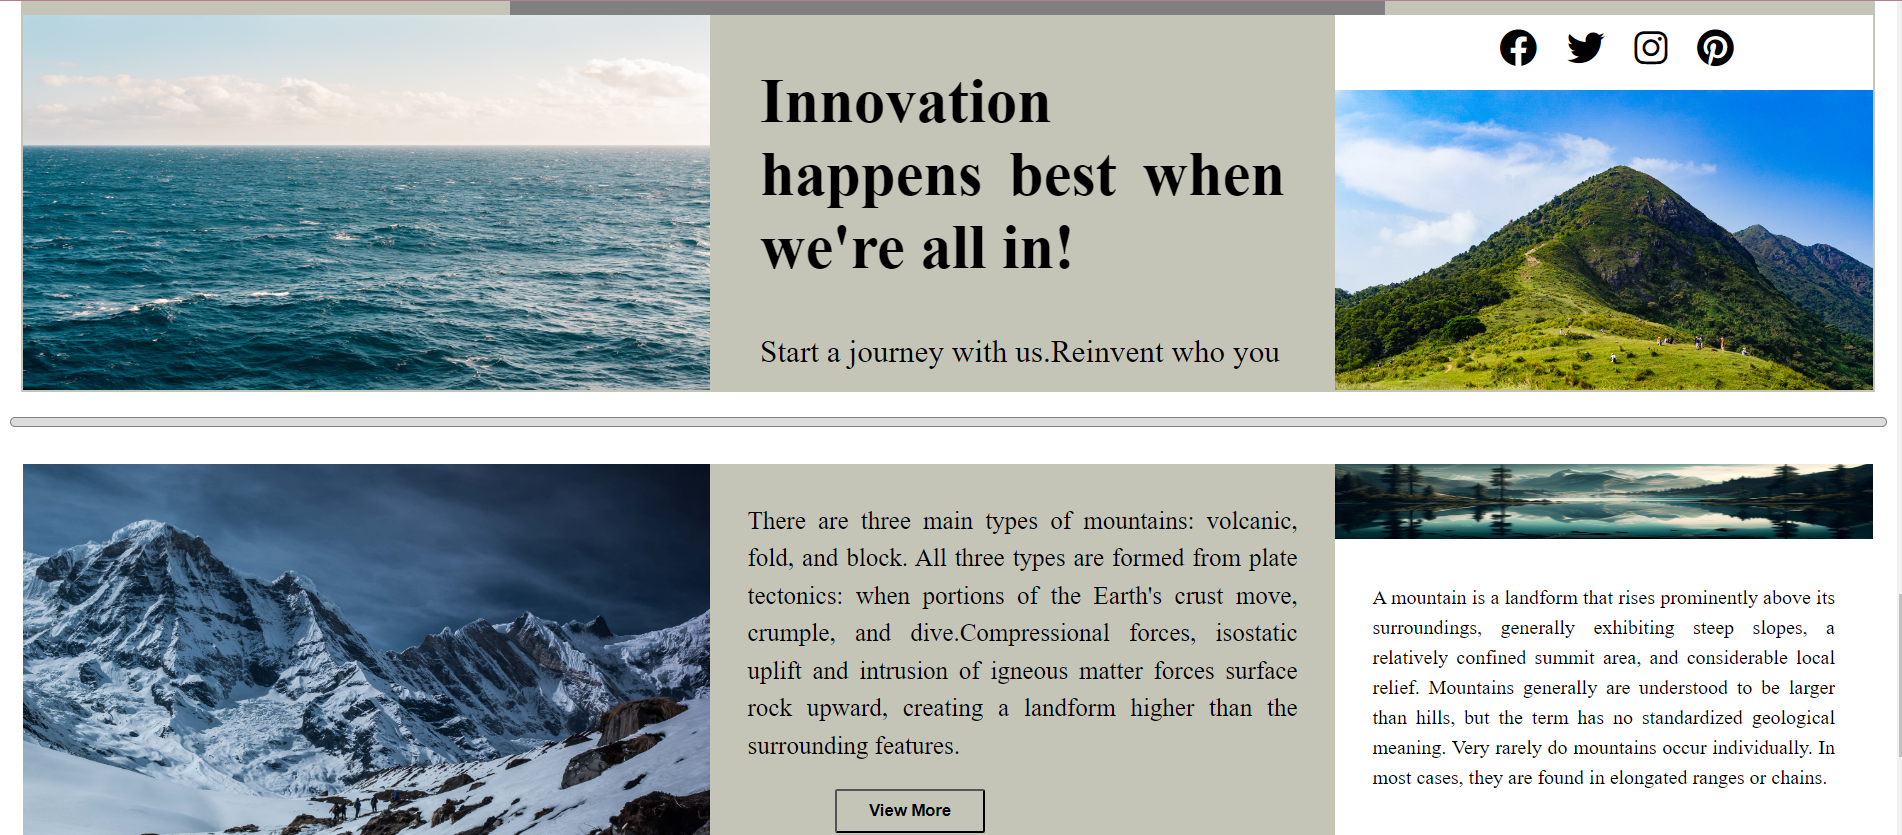 Innovation
happens best when
we're all in!
Start a journey with us.Reinvent who you
There are three main types of mountains: volcanic,
fold, and block. All three types are formed from plate
tectonics: when portions of the Earth's crust move,
crumple, and dive.Compressional forces, isostatic
uplift and intrusion of igneous matter forces surface
rock upward, creating a landform higher than the
surrounding features.
View More
A mountain is a landform that rises prominently above its
surroundings, generally exhibiting steep slopes, a
relatively confined summit area, and considerable local
relief. Mountains generally are understood to be larger
than hills, but the term has no standardized geological
meaning. Very rarely do mountains occur individually. In
most cases, they are found in elongated ranges or chains.